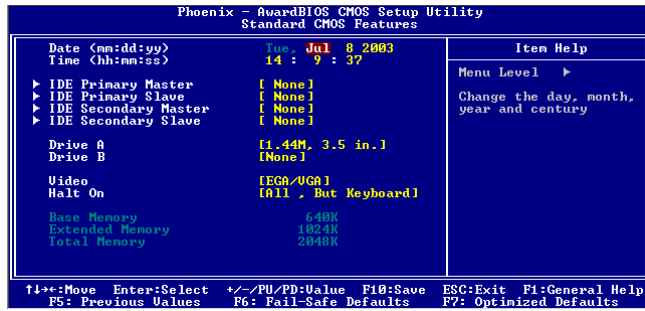 Phoenix - AwardBIOS CMOS Setup Utility
Standard CMOS Features
Date (mm:dd:yy) Tue, Jul 8 2003
Time (hh:mm:ss) 14 : 9 : 37
IDE Primary Master [ None]
IDE Primary Slave [ None]
IDE Secondary Master [ None]
IDE Secondary Slave [ None]
Drive A [1.44M, 3.5 in.]
Drive B [None]
Video [EGA/VGA]
Halt On [All , But Keyboard]
Base Memory 640K
Extended Memory 1024K
Total Memory 2048K
Item Help
Menu Level ▶
Change the day, month,
year and century
↑↓→←:Move Enter:Select +/-/PU/PD:Value F10:Save ESC:Exit F1:General Help
F5: Previous Values F6: Fail-Safe Defaults F7: Optimized Defaults